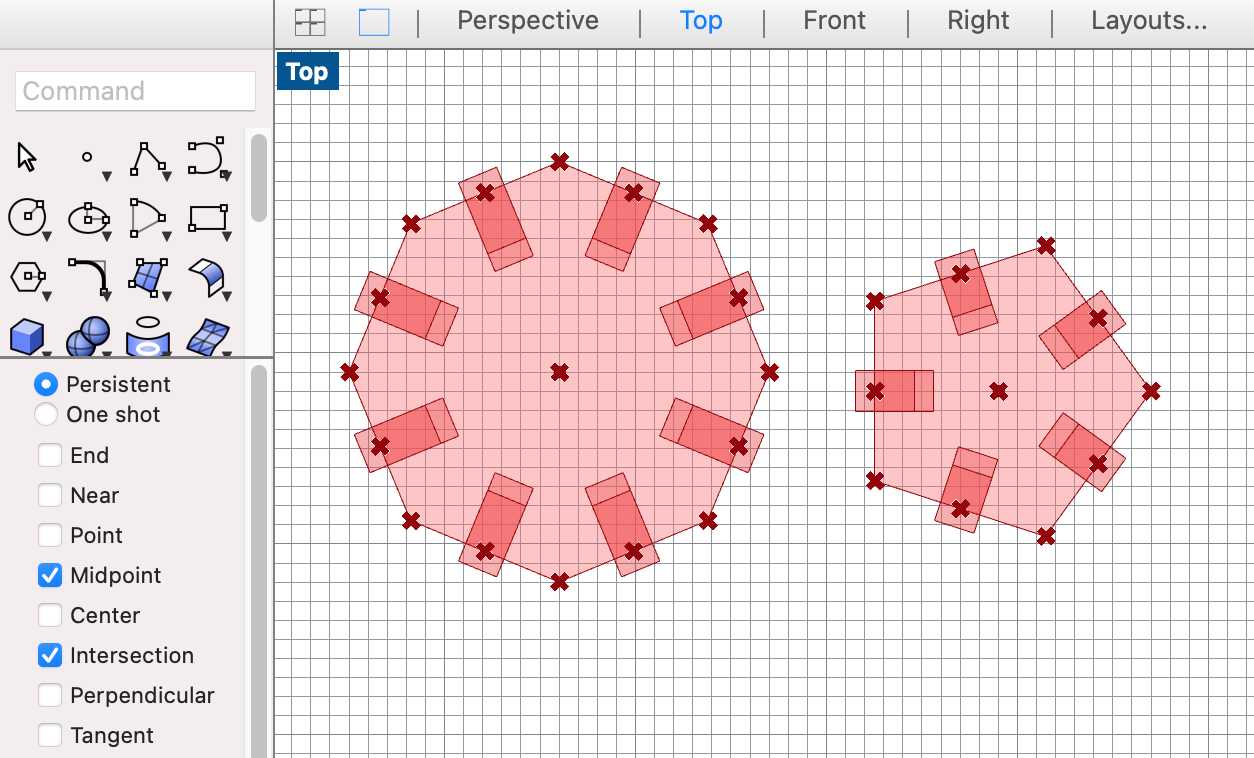 Perspective
Top
Front
Right
Layouts...
Top
Command
Persistent
One shot
End
Near
Point
Midpoint
Center
Intersection
Perpendicular
Tangent